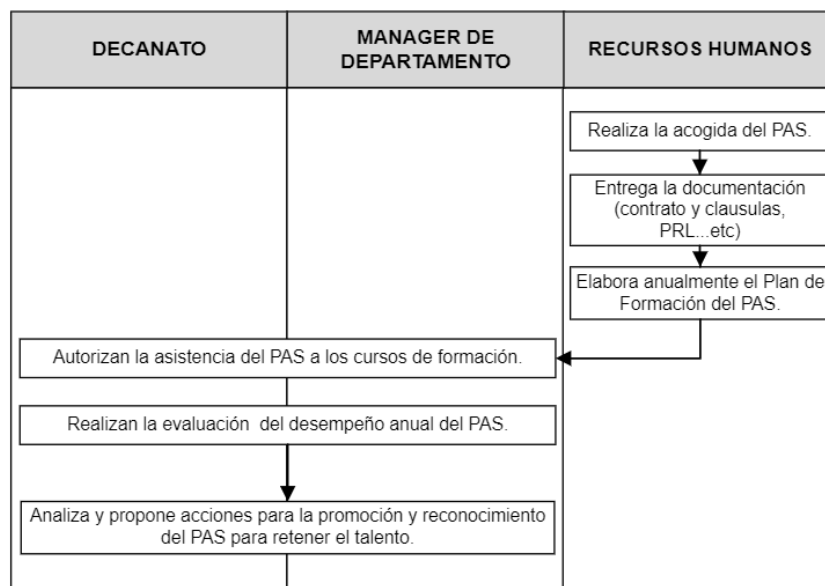 DECANATO
MANAGER DE
DEPARTAMENTO
RECURSOS HUMANOS
Realiza la acogida del PAS.
Entrega la documentación
(contrato y clausulas,
PRL...etc)
Elabora anualmente el Plan de
Formación del PAS.
Autorizan la asistencia del PAS a los cursos de formación.
Realizan la evaluación  del desempeño anual del PAS.
Analiza y propone acciones para la promoción y reconocimiento
del PAS para retener el talento.